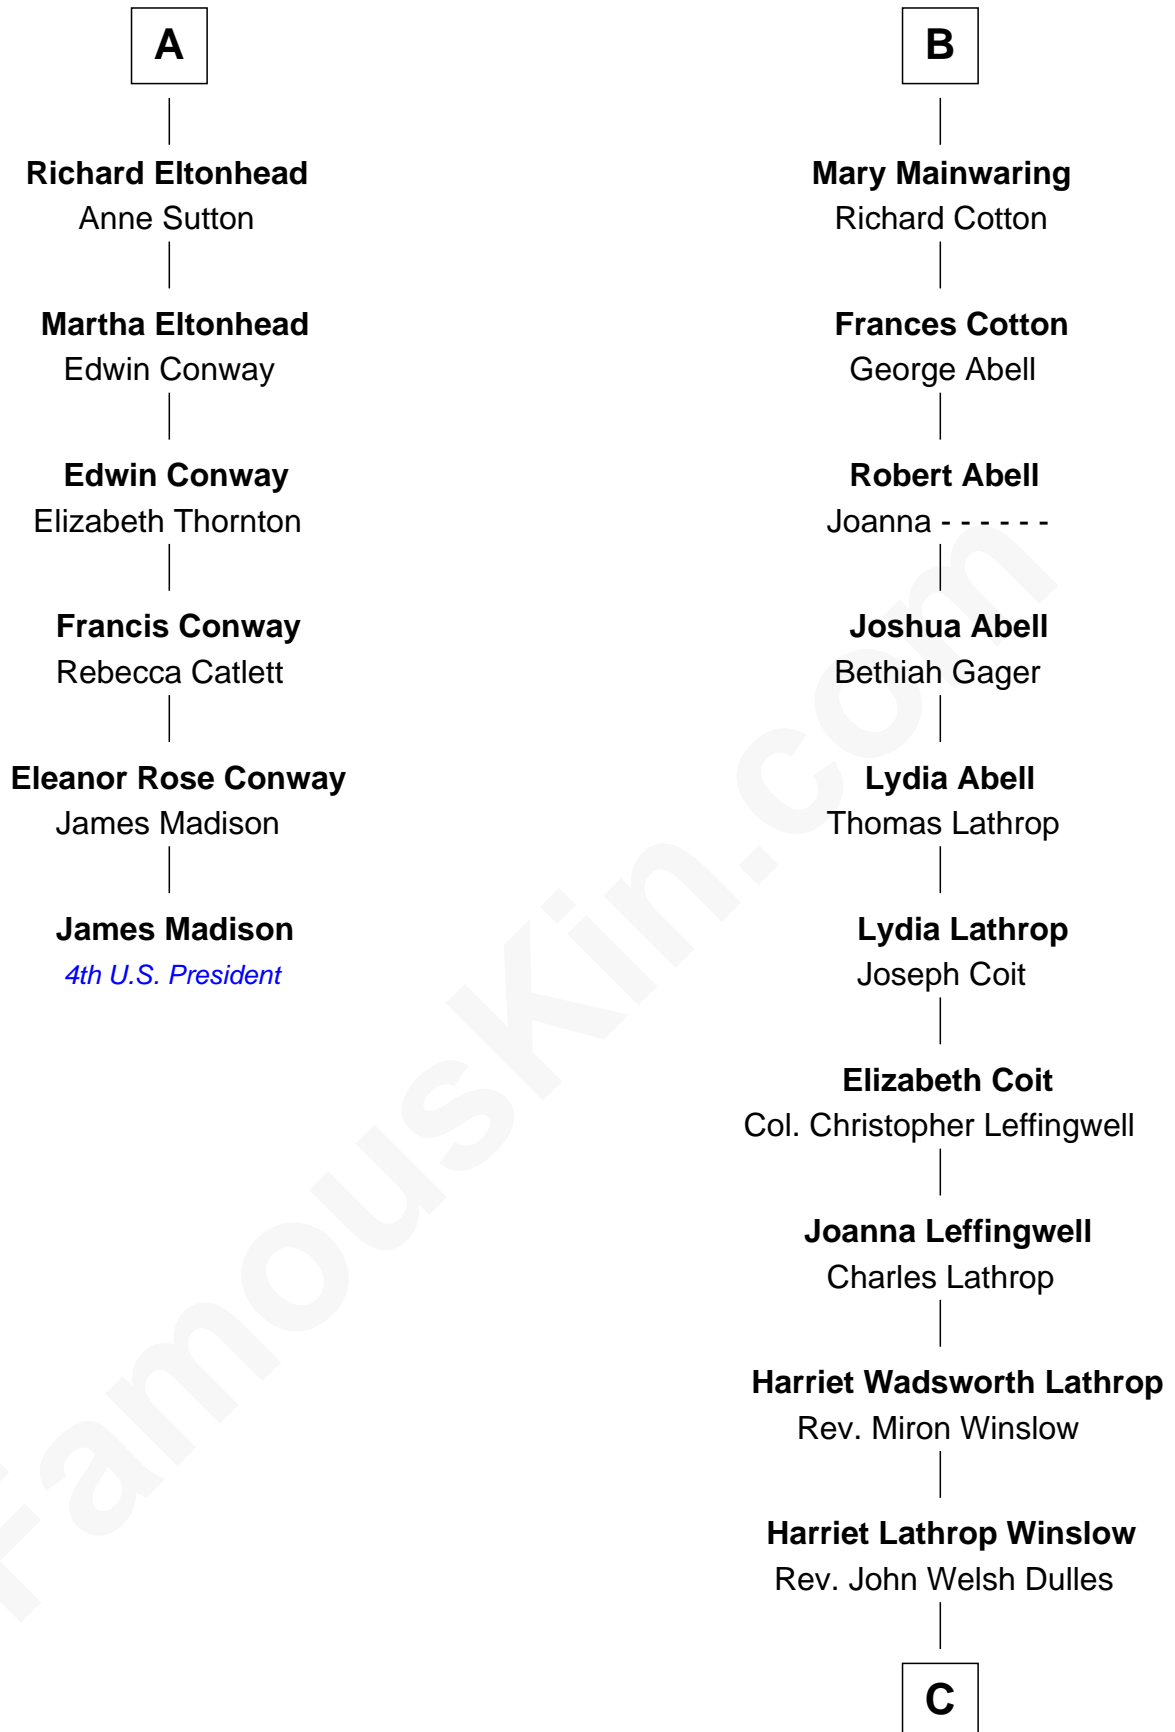 A
Richard Eltonhead
Anne Sutton
Martha Eltonhead
Edwin Conway
Edwin Conway
Elizabeth Thornton
Francis Conway
Rebecca Catlett
Eleanor Rose Conway
James Madison
James Madison
4th U.S. President
B
Mary Mainwaring
Richard Cotton
Frances Cotton
George Abell
Robert Abell
Joanna - - - - - -
Joshua Abell
Bethiah Gager
Lydia Abell
Thomas Lathrop
Lydia Lathrop
Joseph Coit
Elizabeth Coit
Col. Christopher Leffingwell
Joanna Leffingwell
Charles Lathrop
Harriet Wadsworth Lathrop
Rev. Miron Winslow
Harriet Lathrop Winslow
Rev. John Welsh Dulles
C
FamousKin.com